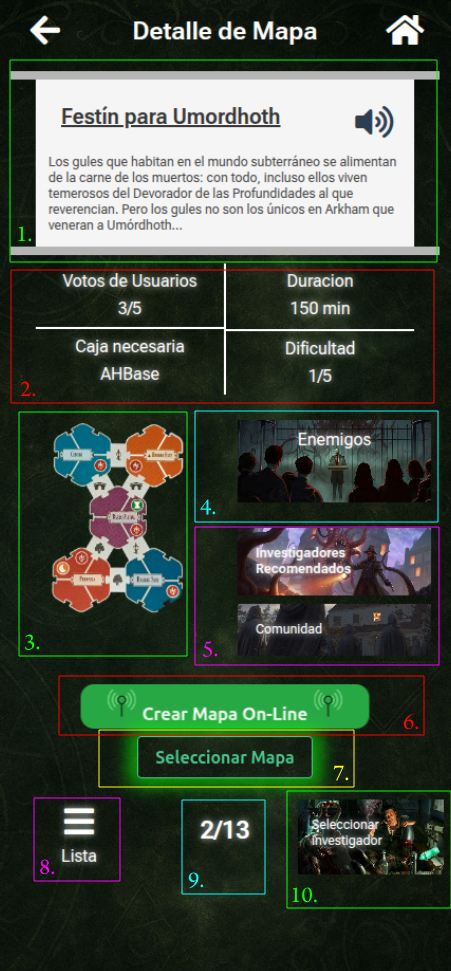 Detalle de Mapa
Festín para Umordhoth
Los gules que habitan en el mundo subterráneo se alimentan
de la carne de los muertos: con todo, incluso ellos viven
temerosos del Devorador de las Profundidades al que
reverencian. Pero los gules no son los únicos en Arkham que
veneran a Umórdhoth...
1.
Votos de Usuarios
3/5
Duracion
150 min
Caja necesaria
AHBase
Dificultad
1/5
2.
3.
Enemigos
4.
Investigadores
Recomendados
Comunidad
5.
Crear Mapa On-Line
6.
Seleccionar Mapa
7.
Lista
8.
2/13
9.
Seleccionar
Investigador
10.